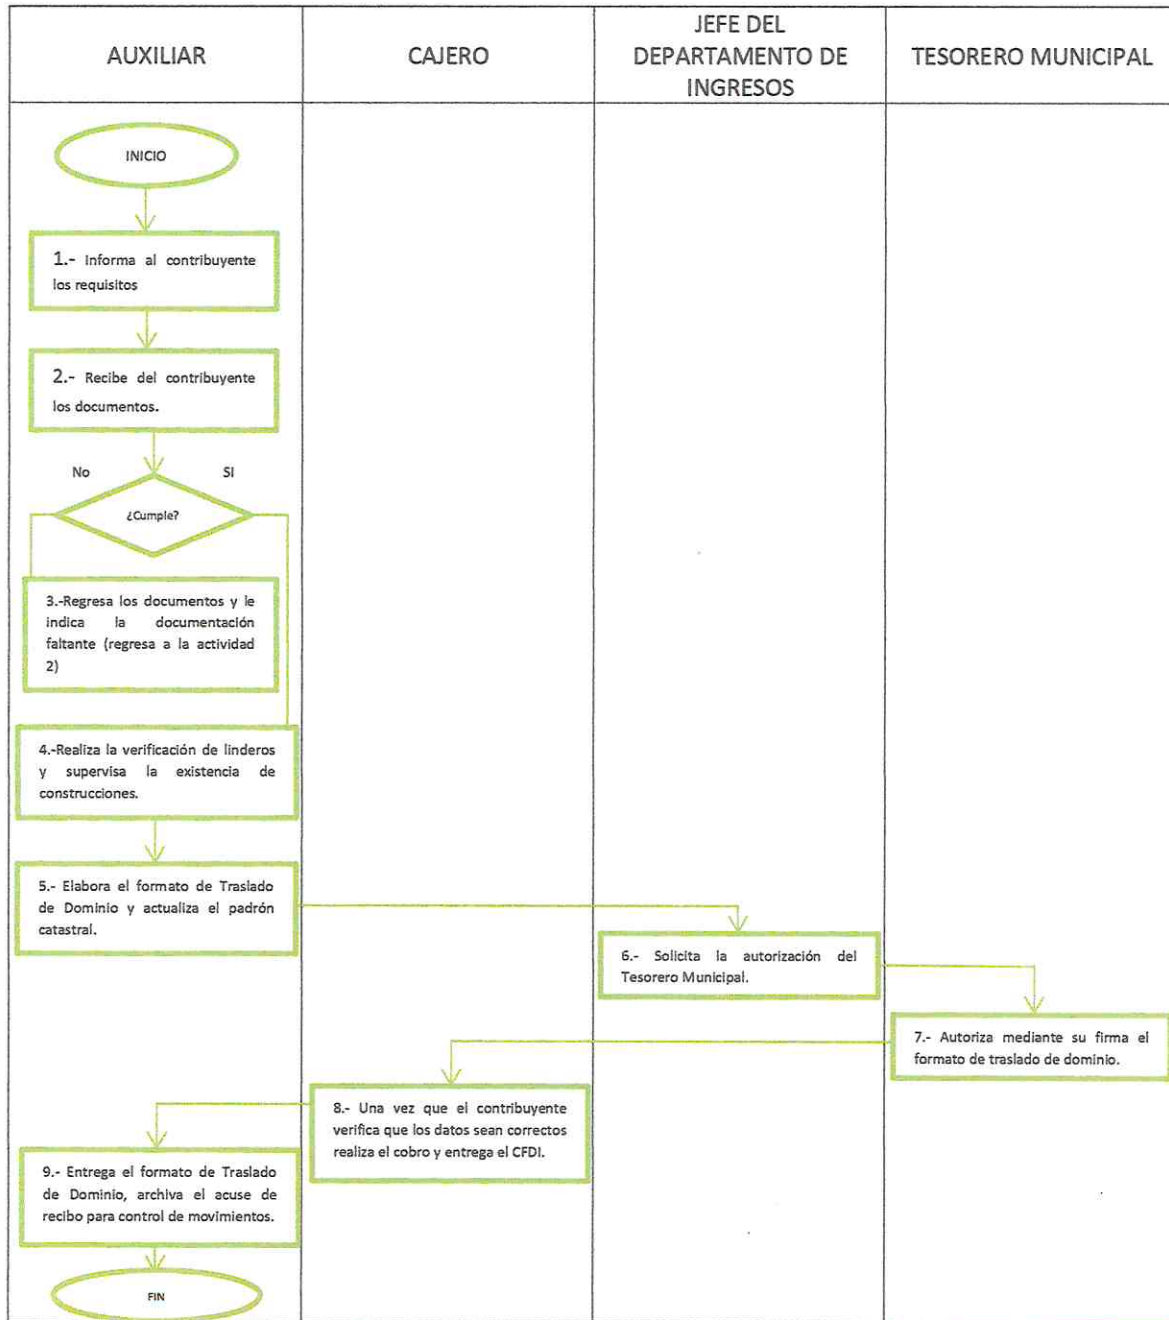 AUXILIAR
CAJERO
JEFE DEL
DEPARTAMENTO DE
INGRESOS
TESORERO MUNICIPAL
INICIO
1.- Informa al contribuyente
los requisitos
2.- Recibe del contribuyente
los documentos.
No
SI
¿Cumple?
3.-Regresa los documentos y le
indica la documentación
faltante (regresa a la actividad
2)
4.-Realiza la verificación de linderos
y supervisa la existencia de
construcciones.
5.- Elabora el formato de Traslado
de Dominio y actualiza el padrón
catastral.
6.- Solicita la autorización del
Tesorero Municipal.
7.- Autoriza mediante su firma el
formato de traslado de dominio.
8.- Una vez que el contribuyente
verifica que los datos sean correctos
realiza el cobro y entrega el CFDI.
9.- Entrega el formato de Traslado
de Dominio, archiva el acuse de
recibo para control de movimientos.
FIN